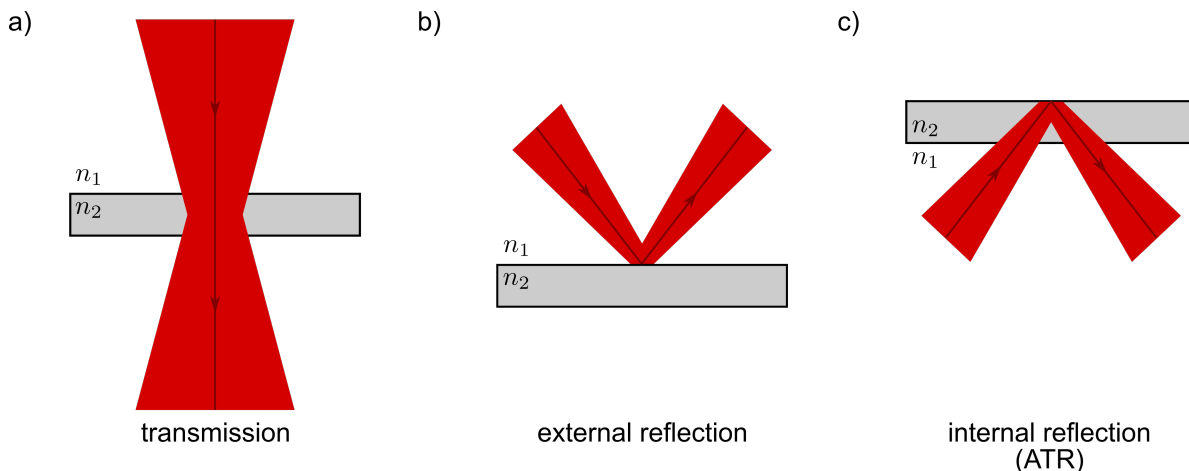 a)
n₁
n₂
transmission
b)
n₁
n₂
external reflection
c)
n₂
n₁
internal reflection
(ATR)